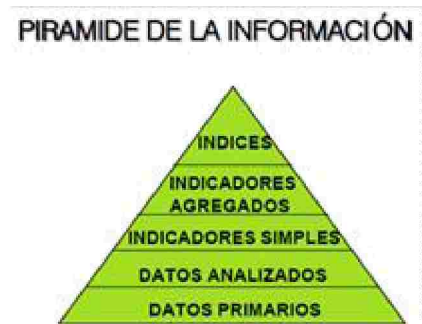 PIRAMIDE DE LA INFORMACIÓN
INDICES
INDICADORES
AGREGADOS
INDICADORES SIMPLES
DATOS ANALIZADOS
DATOS PRIMARIOS